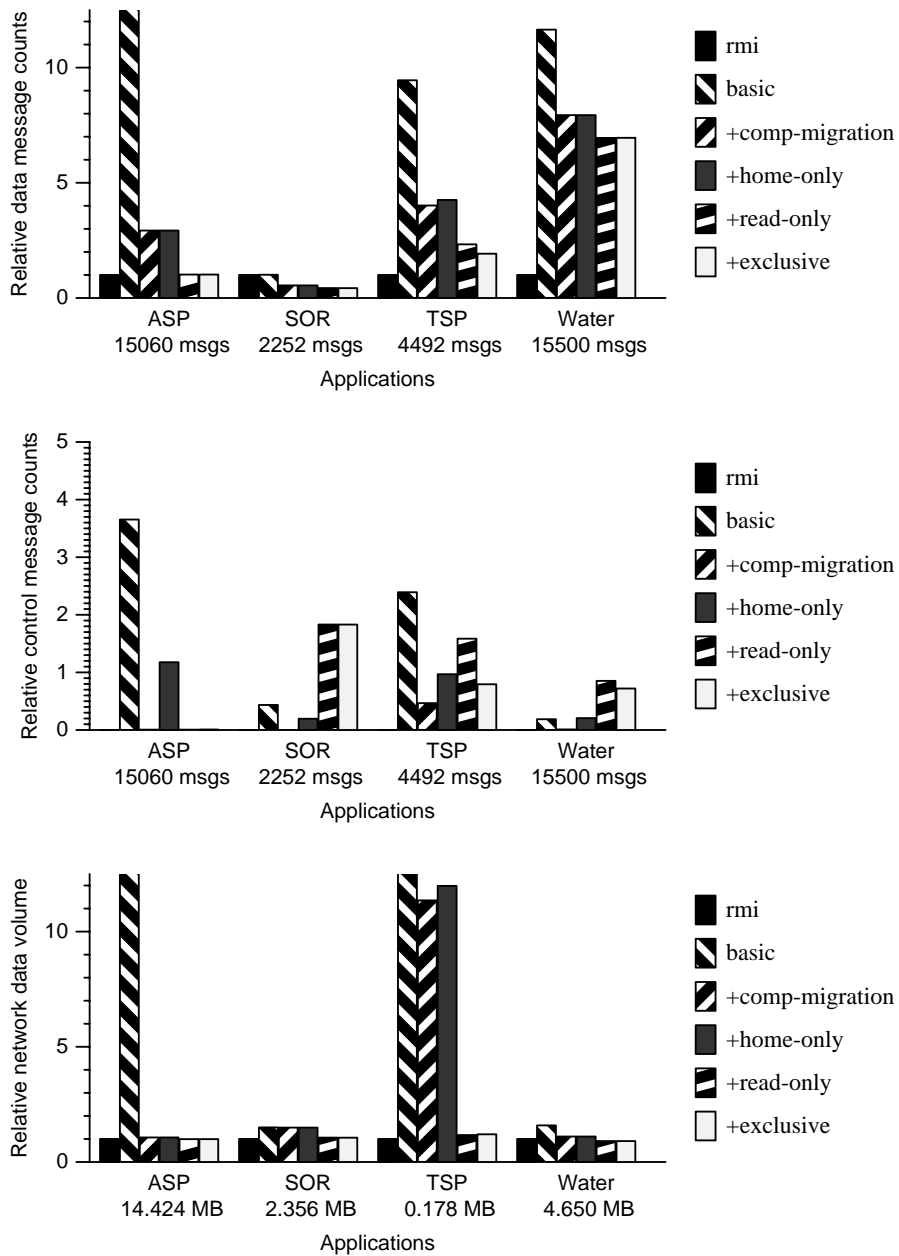 Relative data message counts
10
5
0
ASP
SOR
TSP
Water
15060 msgs
2252 msgs
4492 msgs
15500 msgs
Applications
rmi
basic
+comp-migration
+home-only
+read-only
+exclusive
Relative control message counts
5
4
3
2
1
0
ASP
SOR
TSP
Water
15060 msgs
2252 msgs
4492 msgs
15500 msgs
Applications
rmi
basic
+comp-migration
+home-only
+read-only
+exclusive
Relative network data volume
10
5
0
ASP
SOR
TSP
Water
14.424 MB
2.356 MB
0.178 MB
4.650 MB
Applications
rmi
basic
+comp-migration
+home-only
+read-only
+exclusive